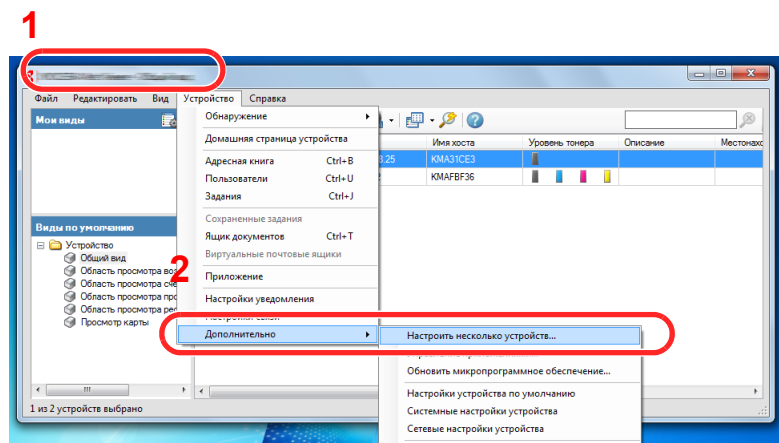 1
Файл Редактировать Вид Устройство Справка
Мои виды
Обнаружение
Домашняя страница устройства
Адресная книга Ctrl+B
Пользователи Ctrl+U
Задания Ctrl+J
Сохраненные задания
Ящик документов Ctrl+T
Виртуальные почтовые ящики
Приложение
Настройки уведомления
Настройки связи
Дополнительно
Имя хоста Уровень тонера Описание
8.25 KMA31CE3
KMAFBF36
Виды по умолчанию
Устройство
Общий вид
Область просмотра
Область просмотра
Область просмотра
Область просмотра
Просмотр карты
2
Настроить несколько устройств...
Обновить микропрограммное обеспечение...
Настройки устройства по умолчанию
Системные настройки устройства
Сетевые настройки устройства
1 из 2 устройств выбрано